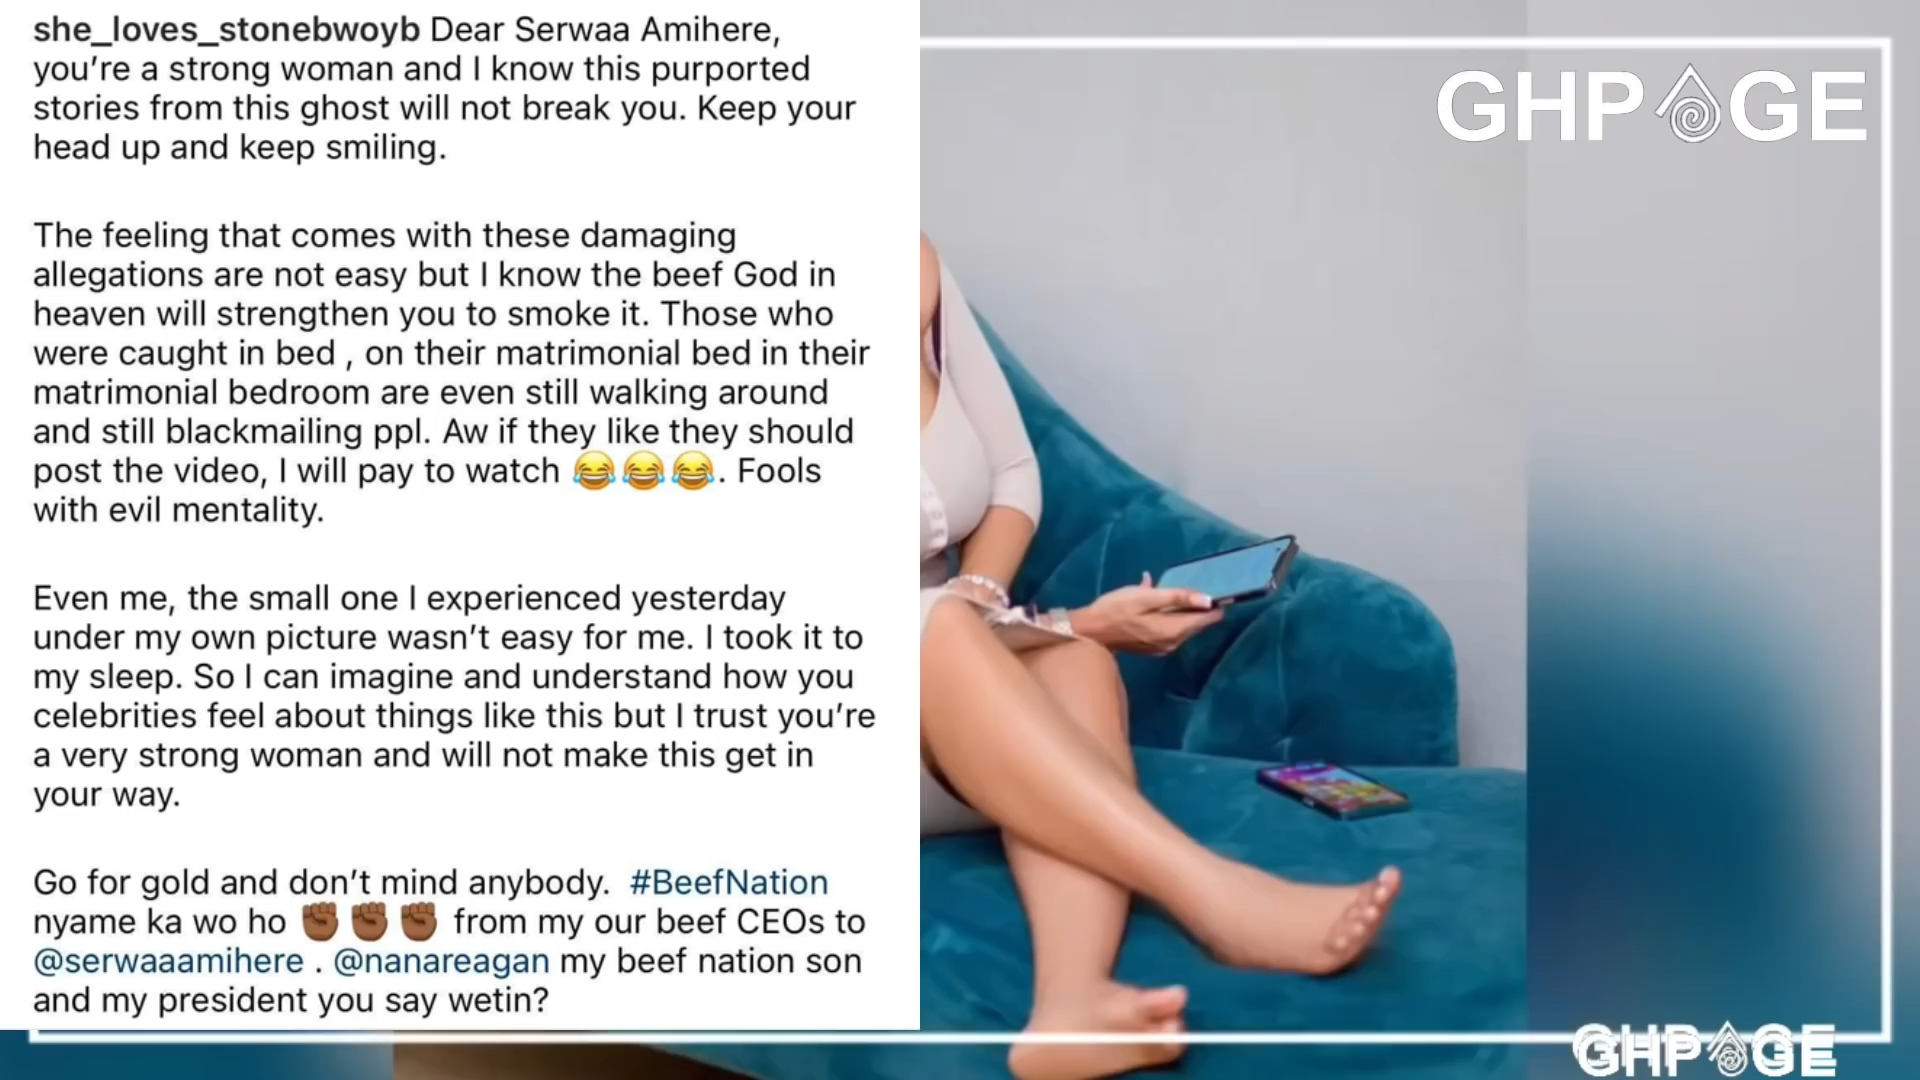 she_loves_stonebwoyb Dear Serwaa Amihere,
you’re a strong woman and I know this purported
stories from this ghost will not break you. Keep your
head up and keep smiling.
The feeling that comes with these damaging
allegations are not easy but I know the beef God in
heaven will strengthen you to smoke it. Those who
were caught in bed , on their matrimonial bed in their
matrimonial bedroom are even still walking around
and still blackmailing ppl. Aw if they like they should
post the video, I will pay to watch 😂😂😂. Fools
with evil mentality.
Even me, the small one I experienced yesterday
under my own picture wasn’t easy for me. I took it to
my sleep. So I can imagine and understand how you
celebrities feel about things like this but I trust you’re
a very strong woman and will not make this get in
your way.
Go for gold and don’t mind anybody. #BeefNation
nyame ka wo ho ✊🏾✊🏾✊🏾 from my our beef CEOs to
@serwaaamihere . @nanareagan my beef nation son
and my president you say wetin?
GHPAGE
GHPAGE